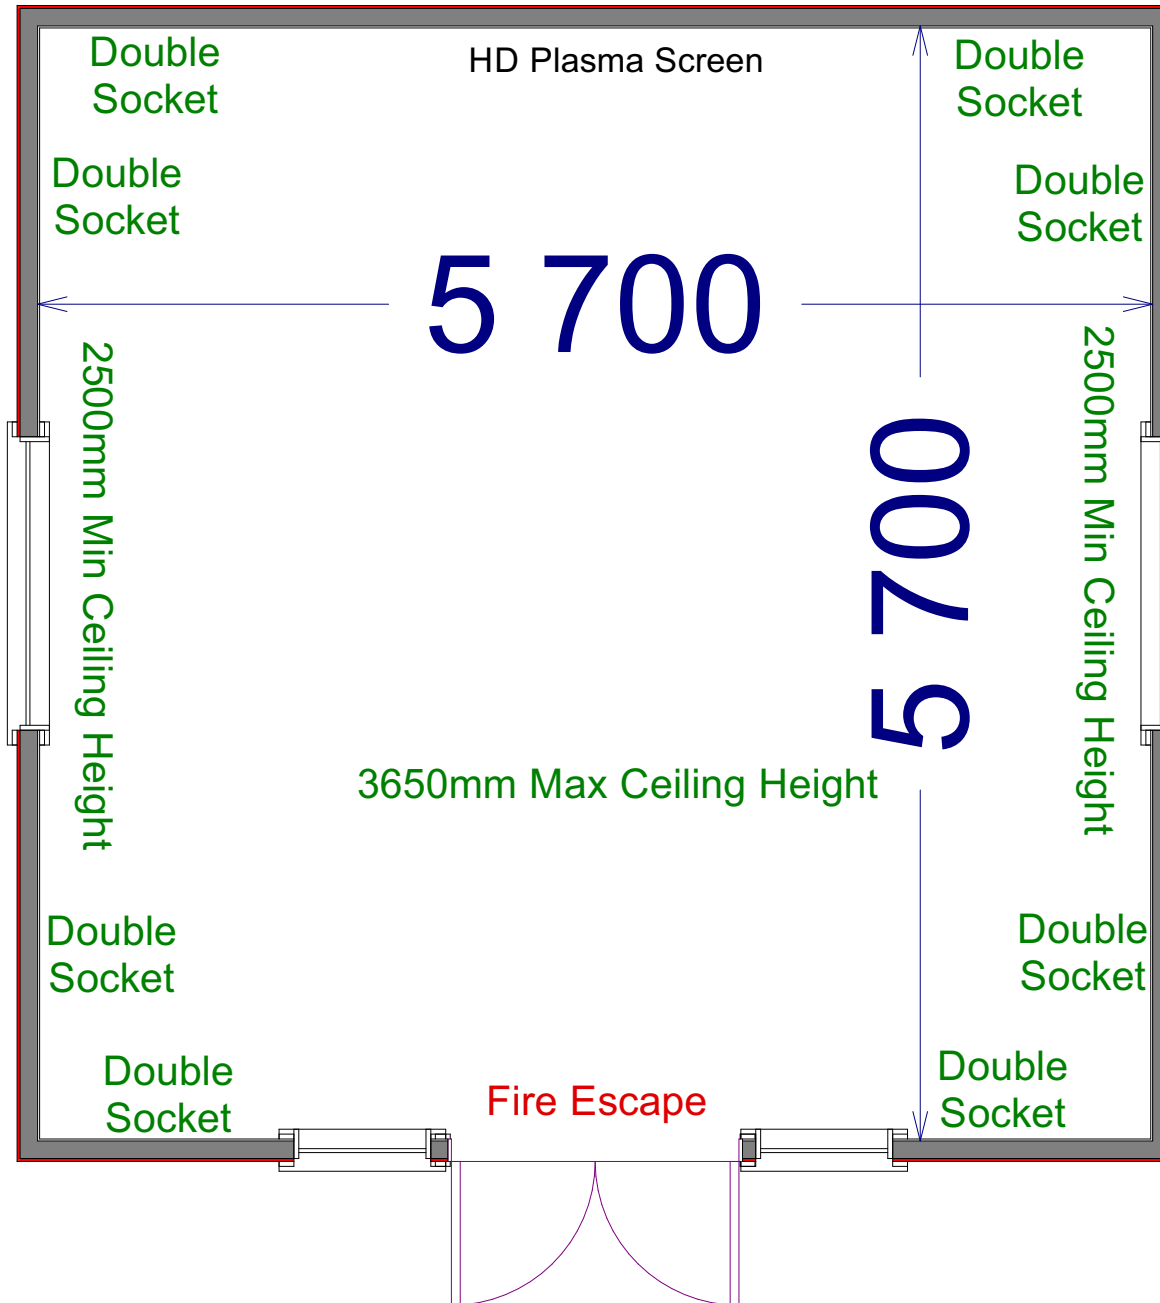 Double
Socket
HD Plasma Screen
Double
Socket
Double
Socket
Double
Socket
5 700
2500mm Min Ceiling Height
2500mm Min Ceiling Height
5 700
3650mm Max Ceiling Height
Double
Socket
Double
Socket
Double
Socket
Fire Escape
Double
Socket